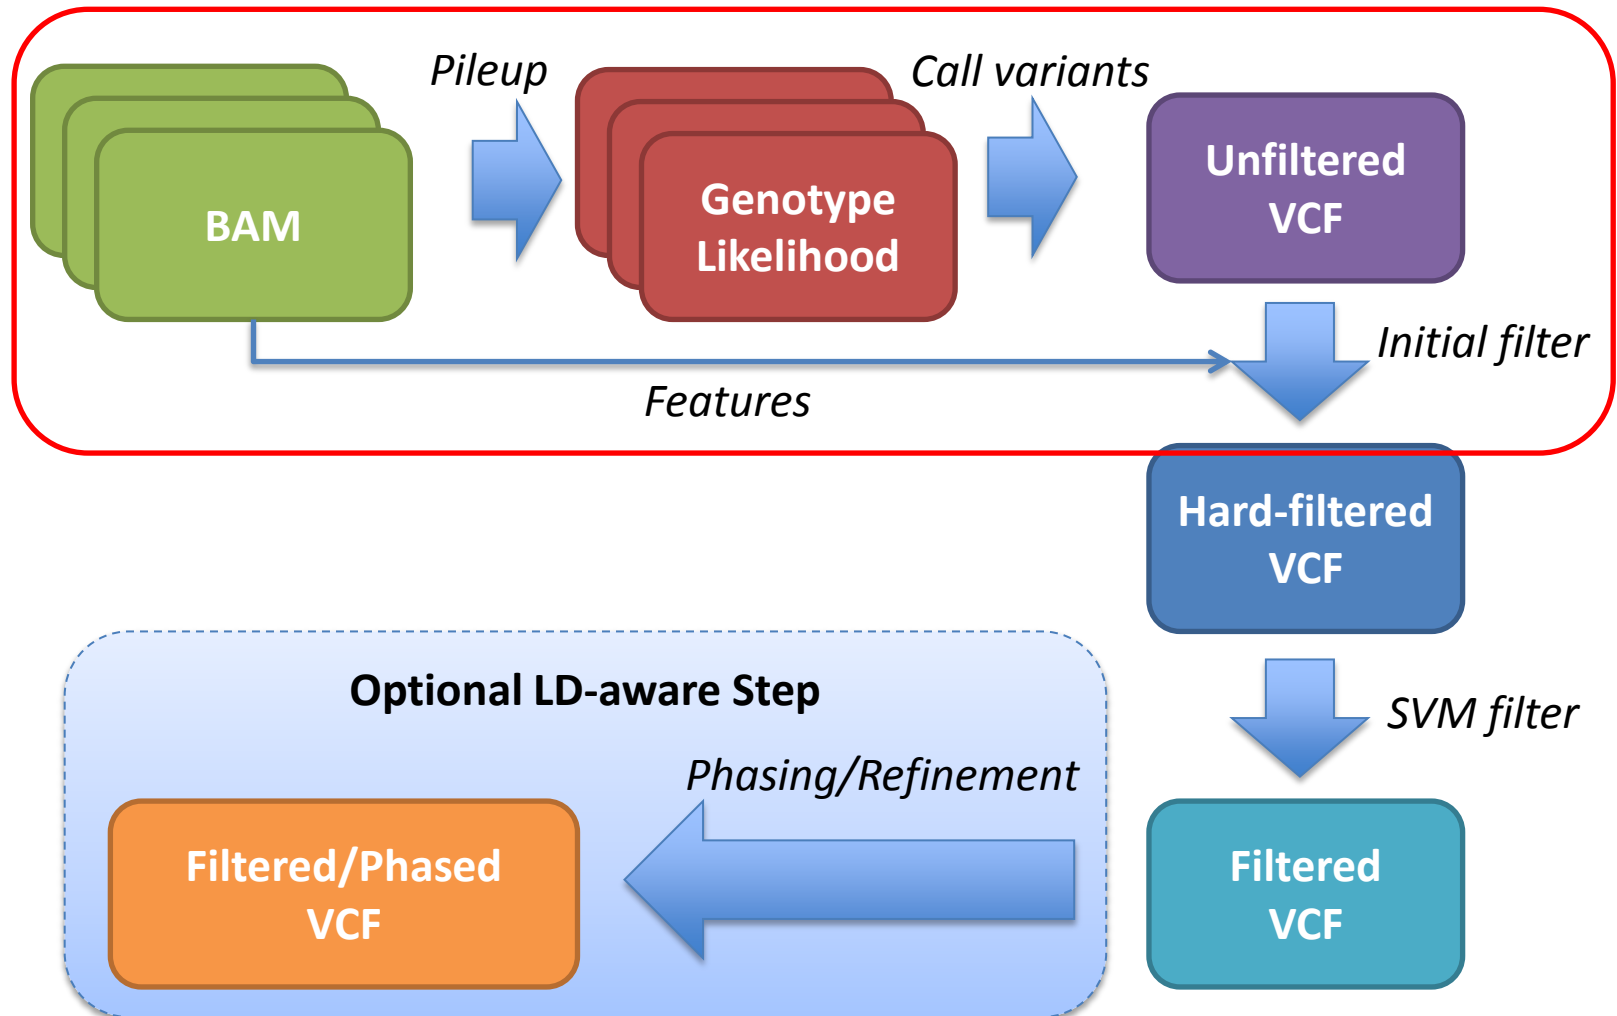 Pileup
Call variants
BAM
Genotype
Likelihood
Unfiltered
VCF
Initial filter
Features
Hard-filtered
VCF
SVM filter
Optional LD-aware Step
Phasing/Refinement
Filtered/Phased
VCF
Filtered
VCF